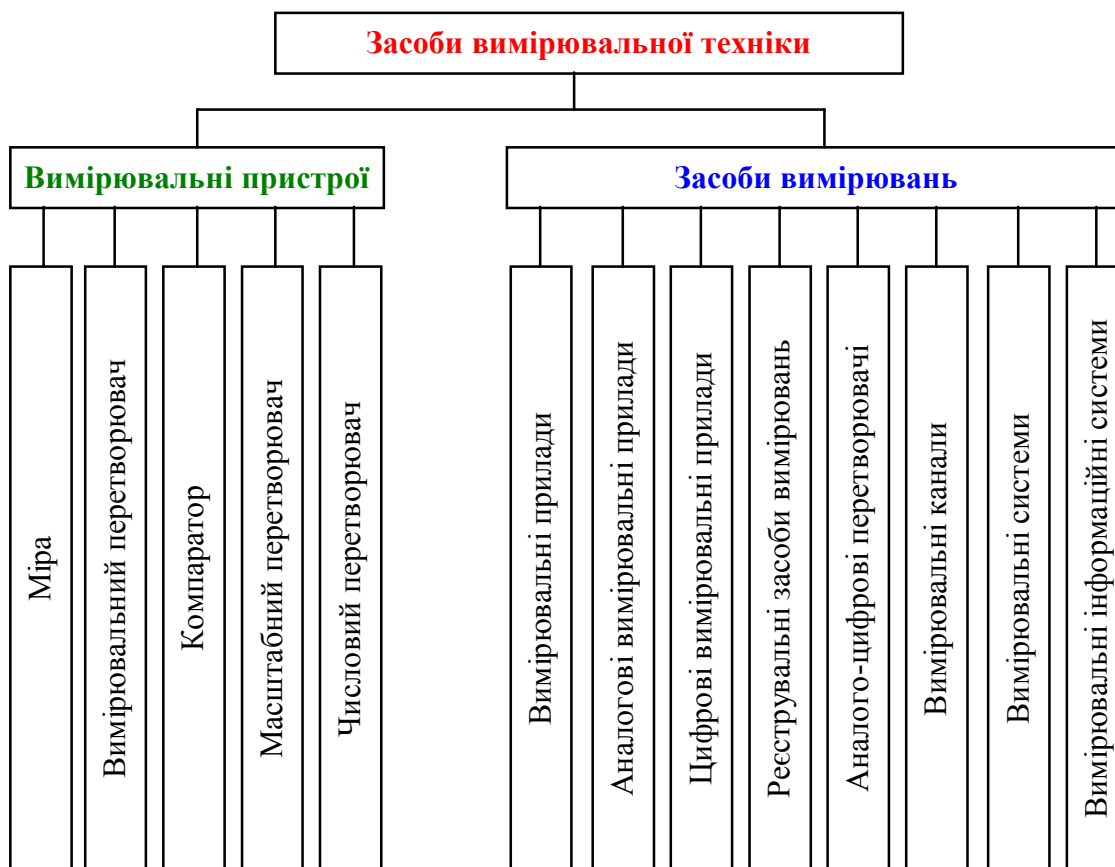 Засоби вимірювальної техніки
Вимірювальні пристрої
Засоби вимірювань
Міра
Вимірювальний перетворювач
Компаратор
Масштабний перетворювач
Числовий перетворювач
Вимірювальні прилади
Аналогові вимірювальні прилади
Цифрові вимірювальні прилади
Реєструвальні засоби вимірювань
Аналого-цифрові перетворювачі
Вимірювальні канали
Вимірювальні системи
Вимірювальні інформаційні системи